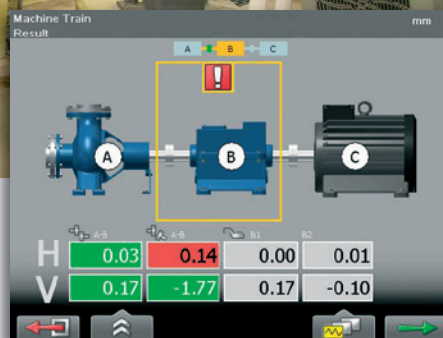 Machine Train mm
Result
A B C
!
A B C
A-B A-B B1 B2
H 0.03 0.14 0.00 0.01
V 0.17 -1.77 0.17 -0.10